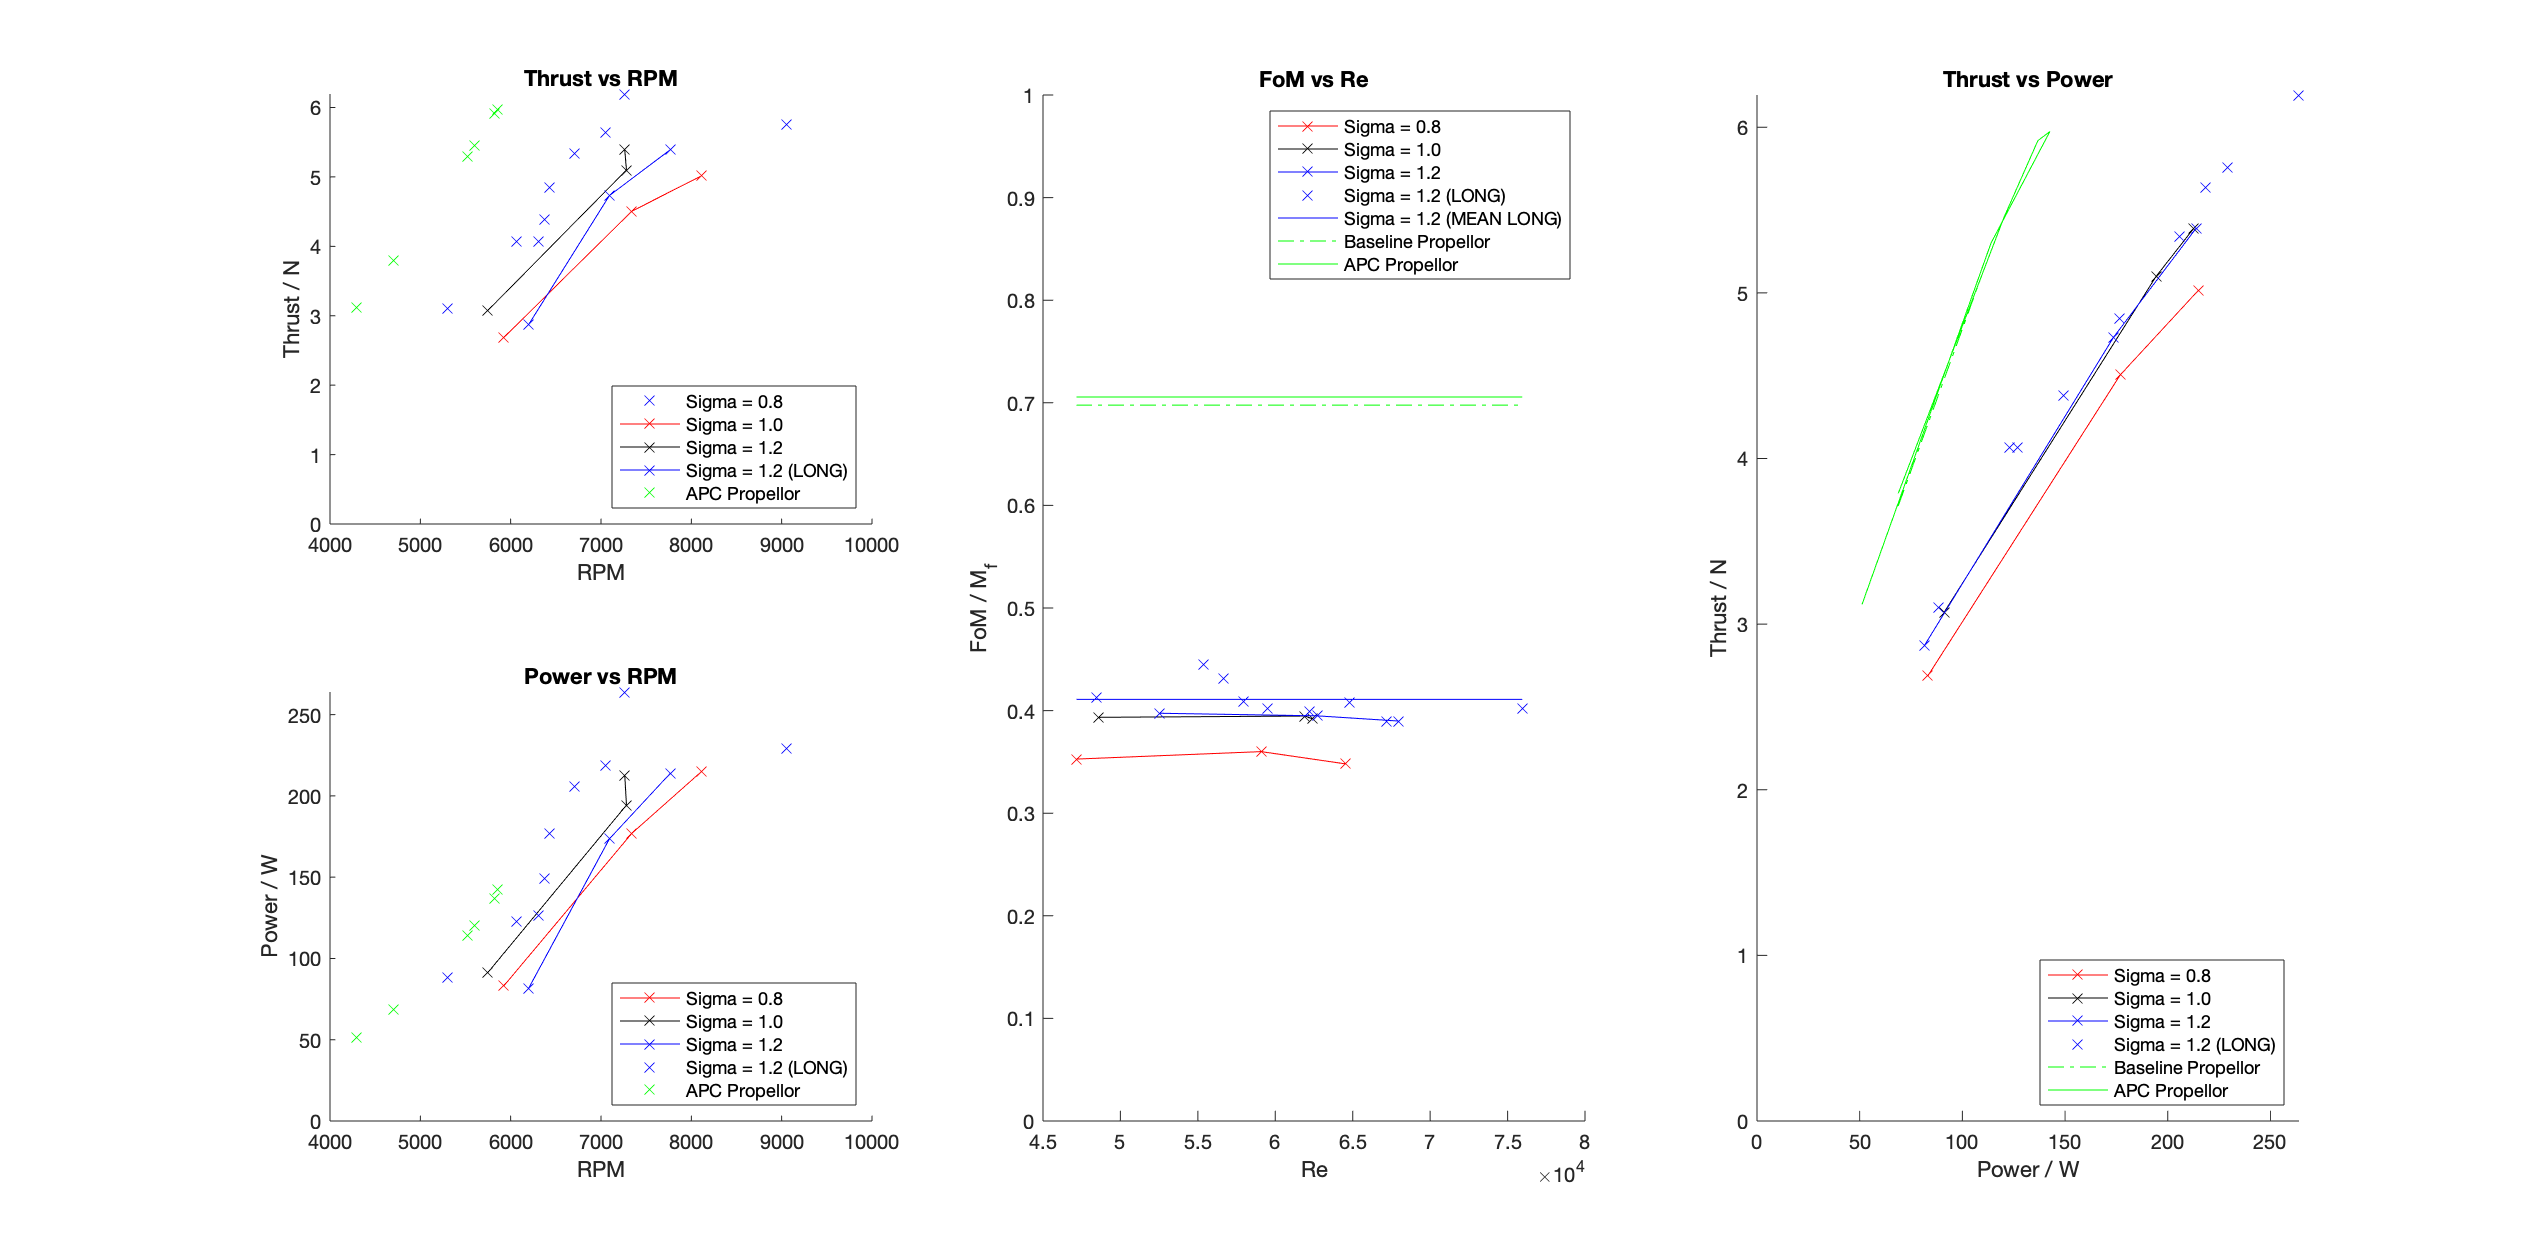 Thrust vs RPM
6
5
4
3
2
1
0
Thrust / N
Sigma = 0.8
Sigma = 1.0
Sigma = 1.2
Sigma = 1.2 (LONG)
APC Propellor
4000 5000 6000 7000 8000 9000 10000
RPM
Power vs RPM
250
200
150
100
50
0
Power / W
Sigma = 0.8
Sigma = 1.0
Sigma = 1.2
Sigma = 1.2 (LONG)
APC Propellor
4000 5000 6000 7000 8000 9000 10000
RPM
FoM vs Re
1
0.9
0.8
0.7
0.6
0.5
0.4
0.3
0.2
0.1
0
FoM / M_f
Sigma = 0.8
Sigma = 1.0
Sigma = 1.2
Sigma = 1.2 (LONG)
Sigma = 1.2 (MEAN LONG)
Baseline Propellor
APC Propellor
4.5 5 5.5 6 6.5 7 7.5 8
Re
×10^4
Thrust vs Power
6
5
4
3
2
1
0
Thrust / N
Sigma = 0.8
Sigma = 1.0
Sigma = 1.2
Sigma = 1.2 (LONG)
Baseline Propellor
APC Propellor
0 50 100 150 200 250
Power / W